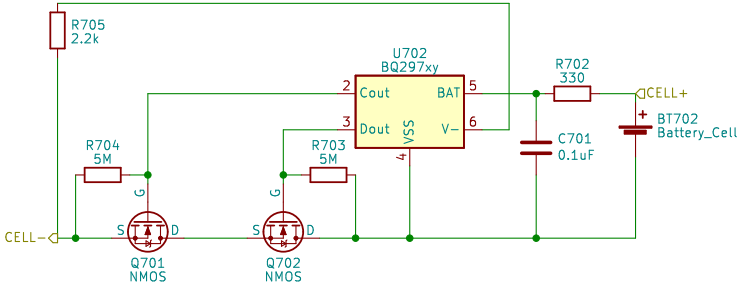 R705
2.2k
U702
BQ297xy
2
Cout
BAT
5
3
Dout
V-
6
VSS
4
R702
330
CELL+
BT702
Battery_Cell
+
C701
0.1uF
R704
5M
R703
5M
G
G
CELL-
S
D
S
D
Q701
NMOS
Q702
NMOS